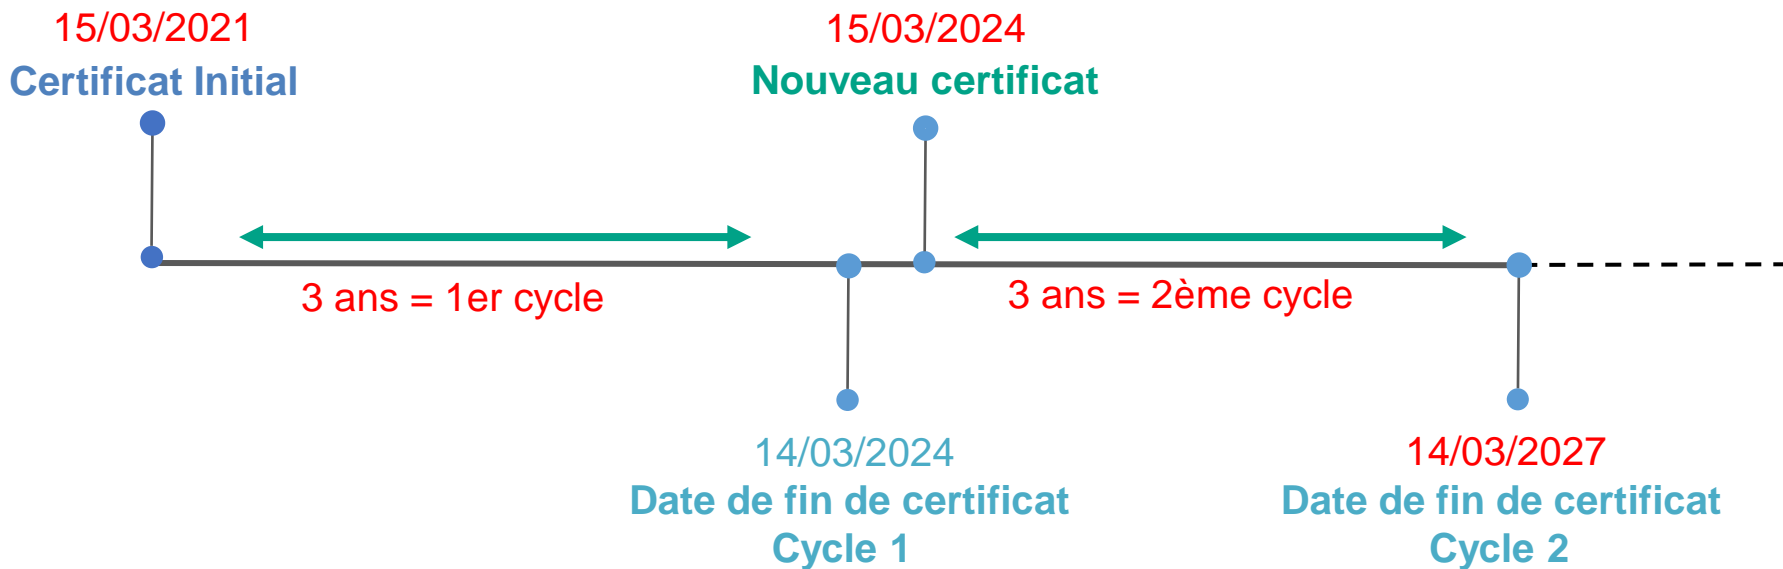 15/03/2021
Certificat Initial
15/03/2024
Nouveau certificat
3 ans = 1er cycle
3 ans = 2ème cycle
14/03/2024
Date de fin de certificat
Cycle 1
14/03/2027
Date de fin de certificat
Cycle 2